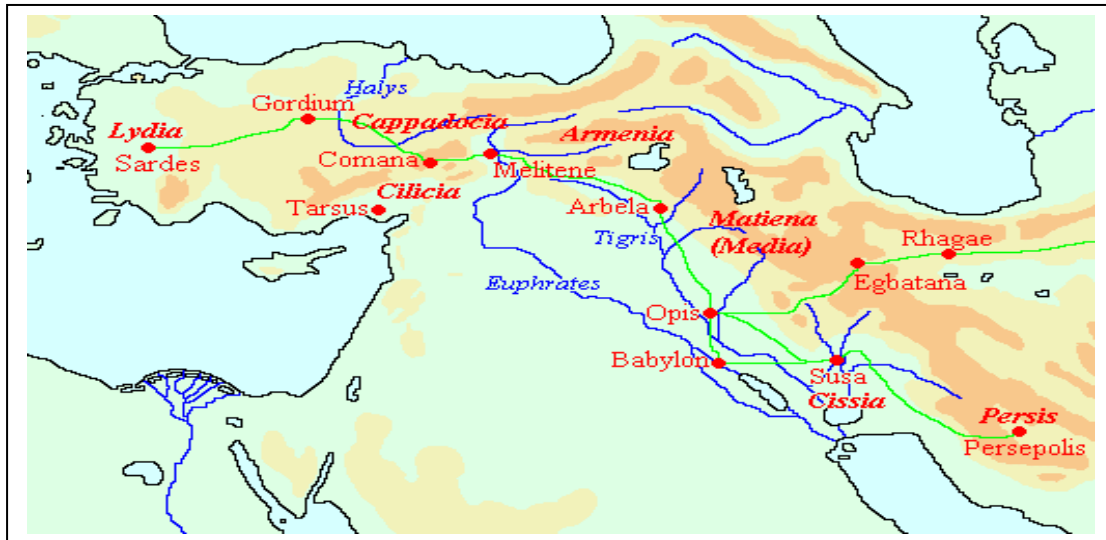 Halys
Gordium
Lydia
Sardes
Cappadocia
Comana
Armenia
Melitene
Cilicia
Tarsus
Arbela
Tigris
Matiena
(Media)
Rhagae
Egbatana
Euphrates
Opis
Babylon
Susa
Cissia
Persis
Persepolis